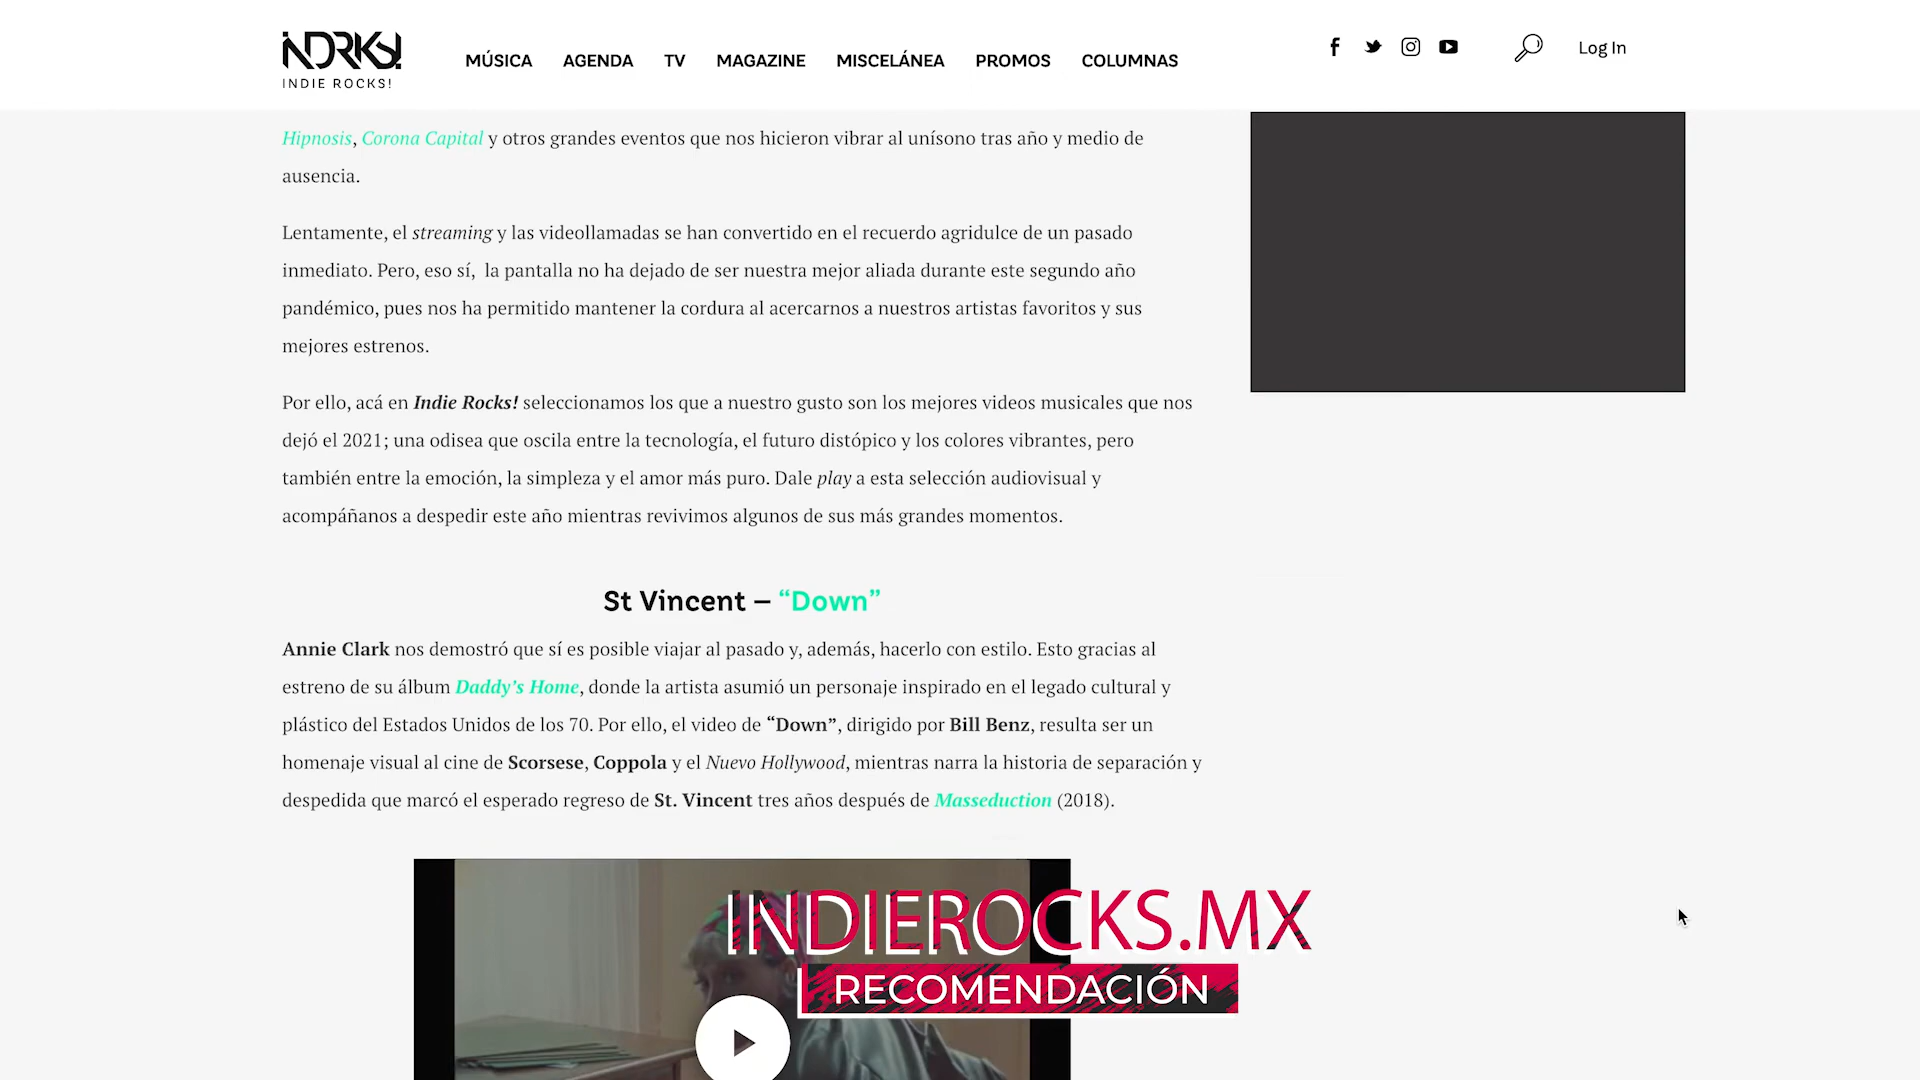 INDRKS!
INDIE ROCKS!
MÚSICA AGENDA TV MAGAZINE MISCELÁNEA PROMOS COLUMNAS
Log In
Hipnosis, Corona Capital y otros grandes eventos que nos hicieron vibrar al unísono tras año y medio de
ausencia.
Lentamente, el streaming y las videollamadas se han convertido en el recuerdo agridulce de un pasado
inmediato. Pero, eso sí, la pantalla no ha dejado de ser nuestra mejor aliada durante este segundo año
pandémico, pues nos ha permitido mantener la cordura al acercarnos a nuestros artistas favoritos y sus
mejores estrenos.
Por ello, acá en Indie Rocks! seleccionamos los que a nuestro gusto son los mejores videos musicales que nos
dejó el 2021; una odisea que oscila entre la tecnología, el futuro distópico y los colores vibrantes, pero
también entre la emoción, la simpleza y el amor más puro. Dale play a esta selección audiovisual y
acompáñanos a despedir este año mientras revivimos algunos de sus más grandes momentos.
St Vincent – “Down”
Annie Clark nos demostró que sí es posible viajar al pasado y, además, hacerlo con estilo. Esto gracias al
estreno de su álbum Daddy’s Home, donde la artista asumió un personaje inspirado en el legado cultural y
plástico del Estados Unidos de los 70. Por ello, el video de “Down”, dirigido por Bill Benz, resulta ser un
homenaje visual al cine de Scorsese, Coppola y el Nuevo Hollywood, mientras narra la historia de separación y
despedida que marcó el esperado regreso de St. Vincent tres años después de Masseduction (2018).
INDIEROCKS.MX
RECOMENDACIÓN